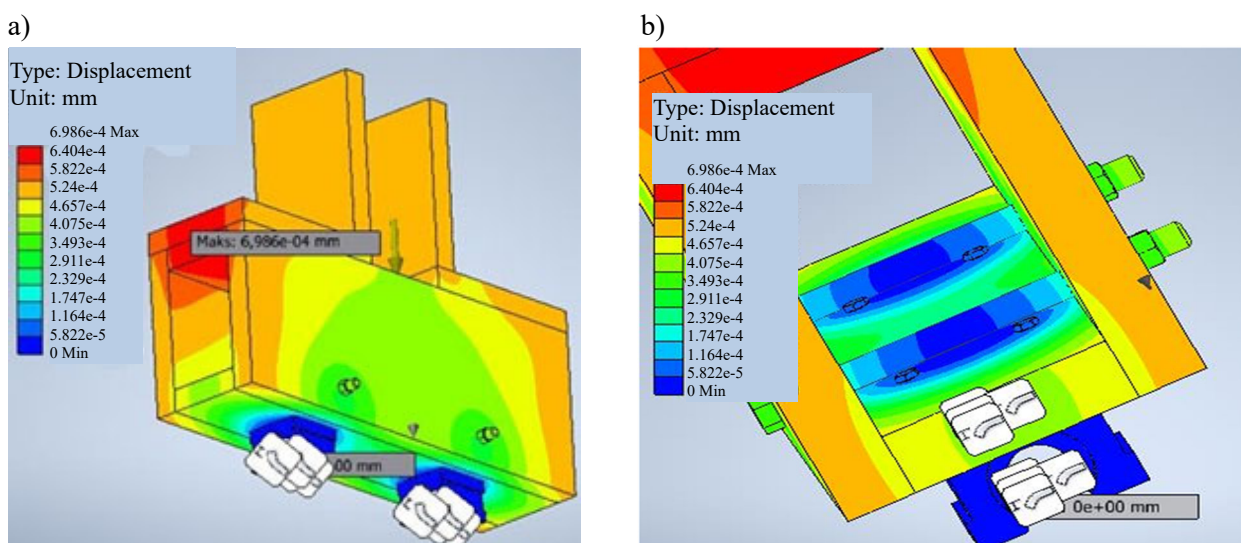 a)
Type: Displacement
Unit: mm
6.986e-4 Max
6.404e-4
5.822e-4
5.24e-4
4.657e-4
4.075e-4
3.493e-4
2.911e-4
2.329e-4
1.747e-4
1.164e-4
5.822e-5
0 Min
Maks: 6,986e-04 mm
00 mm
b)
Type: Displacement
Unit: mm
6.986e-4 Max
6.404e-4
5.822e-4
5.24e-4
4.657e-4
4.075e-4
3.493e-4
2.911e-4
2.329e-4
1.747e-4
1.164e-4
5.822e-5
0 Min
0e+00 mm